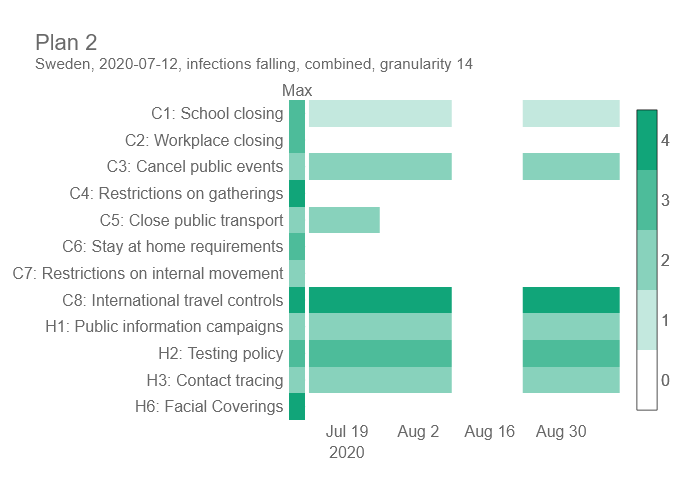 Plan 2
Sweden, 2020-07-12, infections falling, combined, granularity 14
Max
C1: School closing
C2: Workplace closing
C3: Cancel public events
C4: Restrictions on gatherings
C5: Close public transport
C6: Stay at home requirements
C7: Restrictions on internal movement
C8: International travel controls
H1: Public information campaigns
H2: Testing policy
H3: Contact tracing
H6: Facial Coverings
4
3
2
1
0
Jul 19 Aug 2 Aug 16 Aug 30
2020